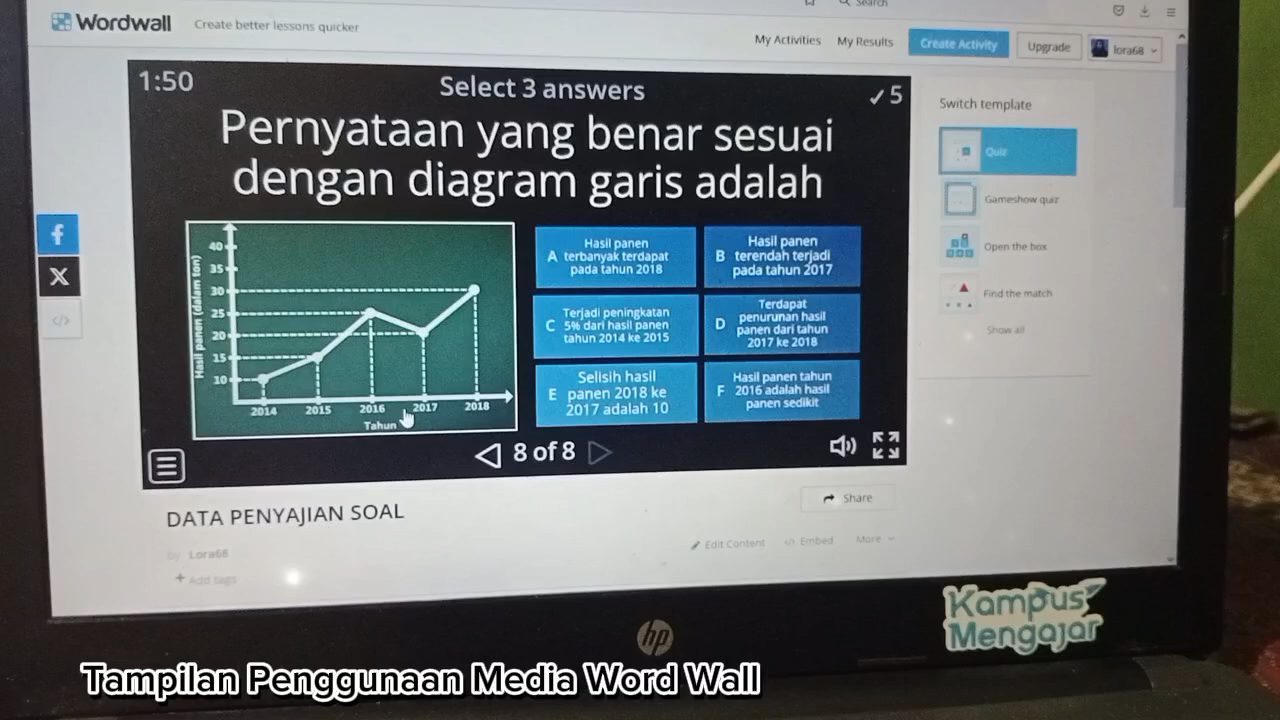 Wordwall
Create better lessons quicker
Search
My Activities
My Results
Create Activity
Upgrade
lora68
1:50
Select 3 answers
✓5
Pernyataan yang benar sesuai
dengan diagram garis adalah
Hasil panen (dalam ton)
40
35
30
25
20
15
10
2014 2015 2016 2017 2018
Tahun
A Hasil panen
terbanyak terdapat
pada tahun 2018
B Hasil panen
terendah terjadi
pada tahun 2017
C Terjadi peningkatan
5% dari hasil panen
tahun 2014 ke 2015
D Terdapat
penurunan hasil
panen dari tahun
2017 ke 2018
E Selisih hasil
panen 2018 ke
2017 adalah 10
F Hasil panen tahun
2016 adalah hasil
panen sedikit
8 of 8
Switch template
Quiz
Gameshow quiz
Open the box
Find the match
Show all
f
X
</>
DATA PENYAJIAN SOAL
Share
by Lora68
Edit Content
</> Embed
More
+ Add tags
hp
Kampus
Mengajar
Tampilan Penggunaan Media Word Wall